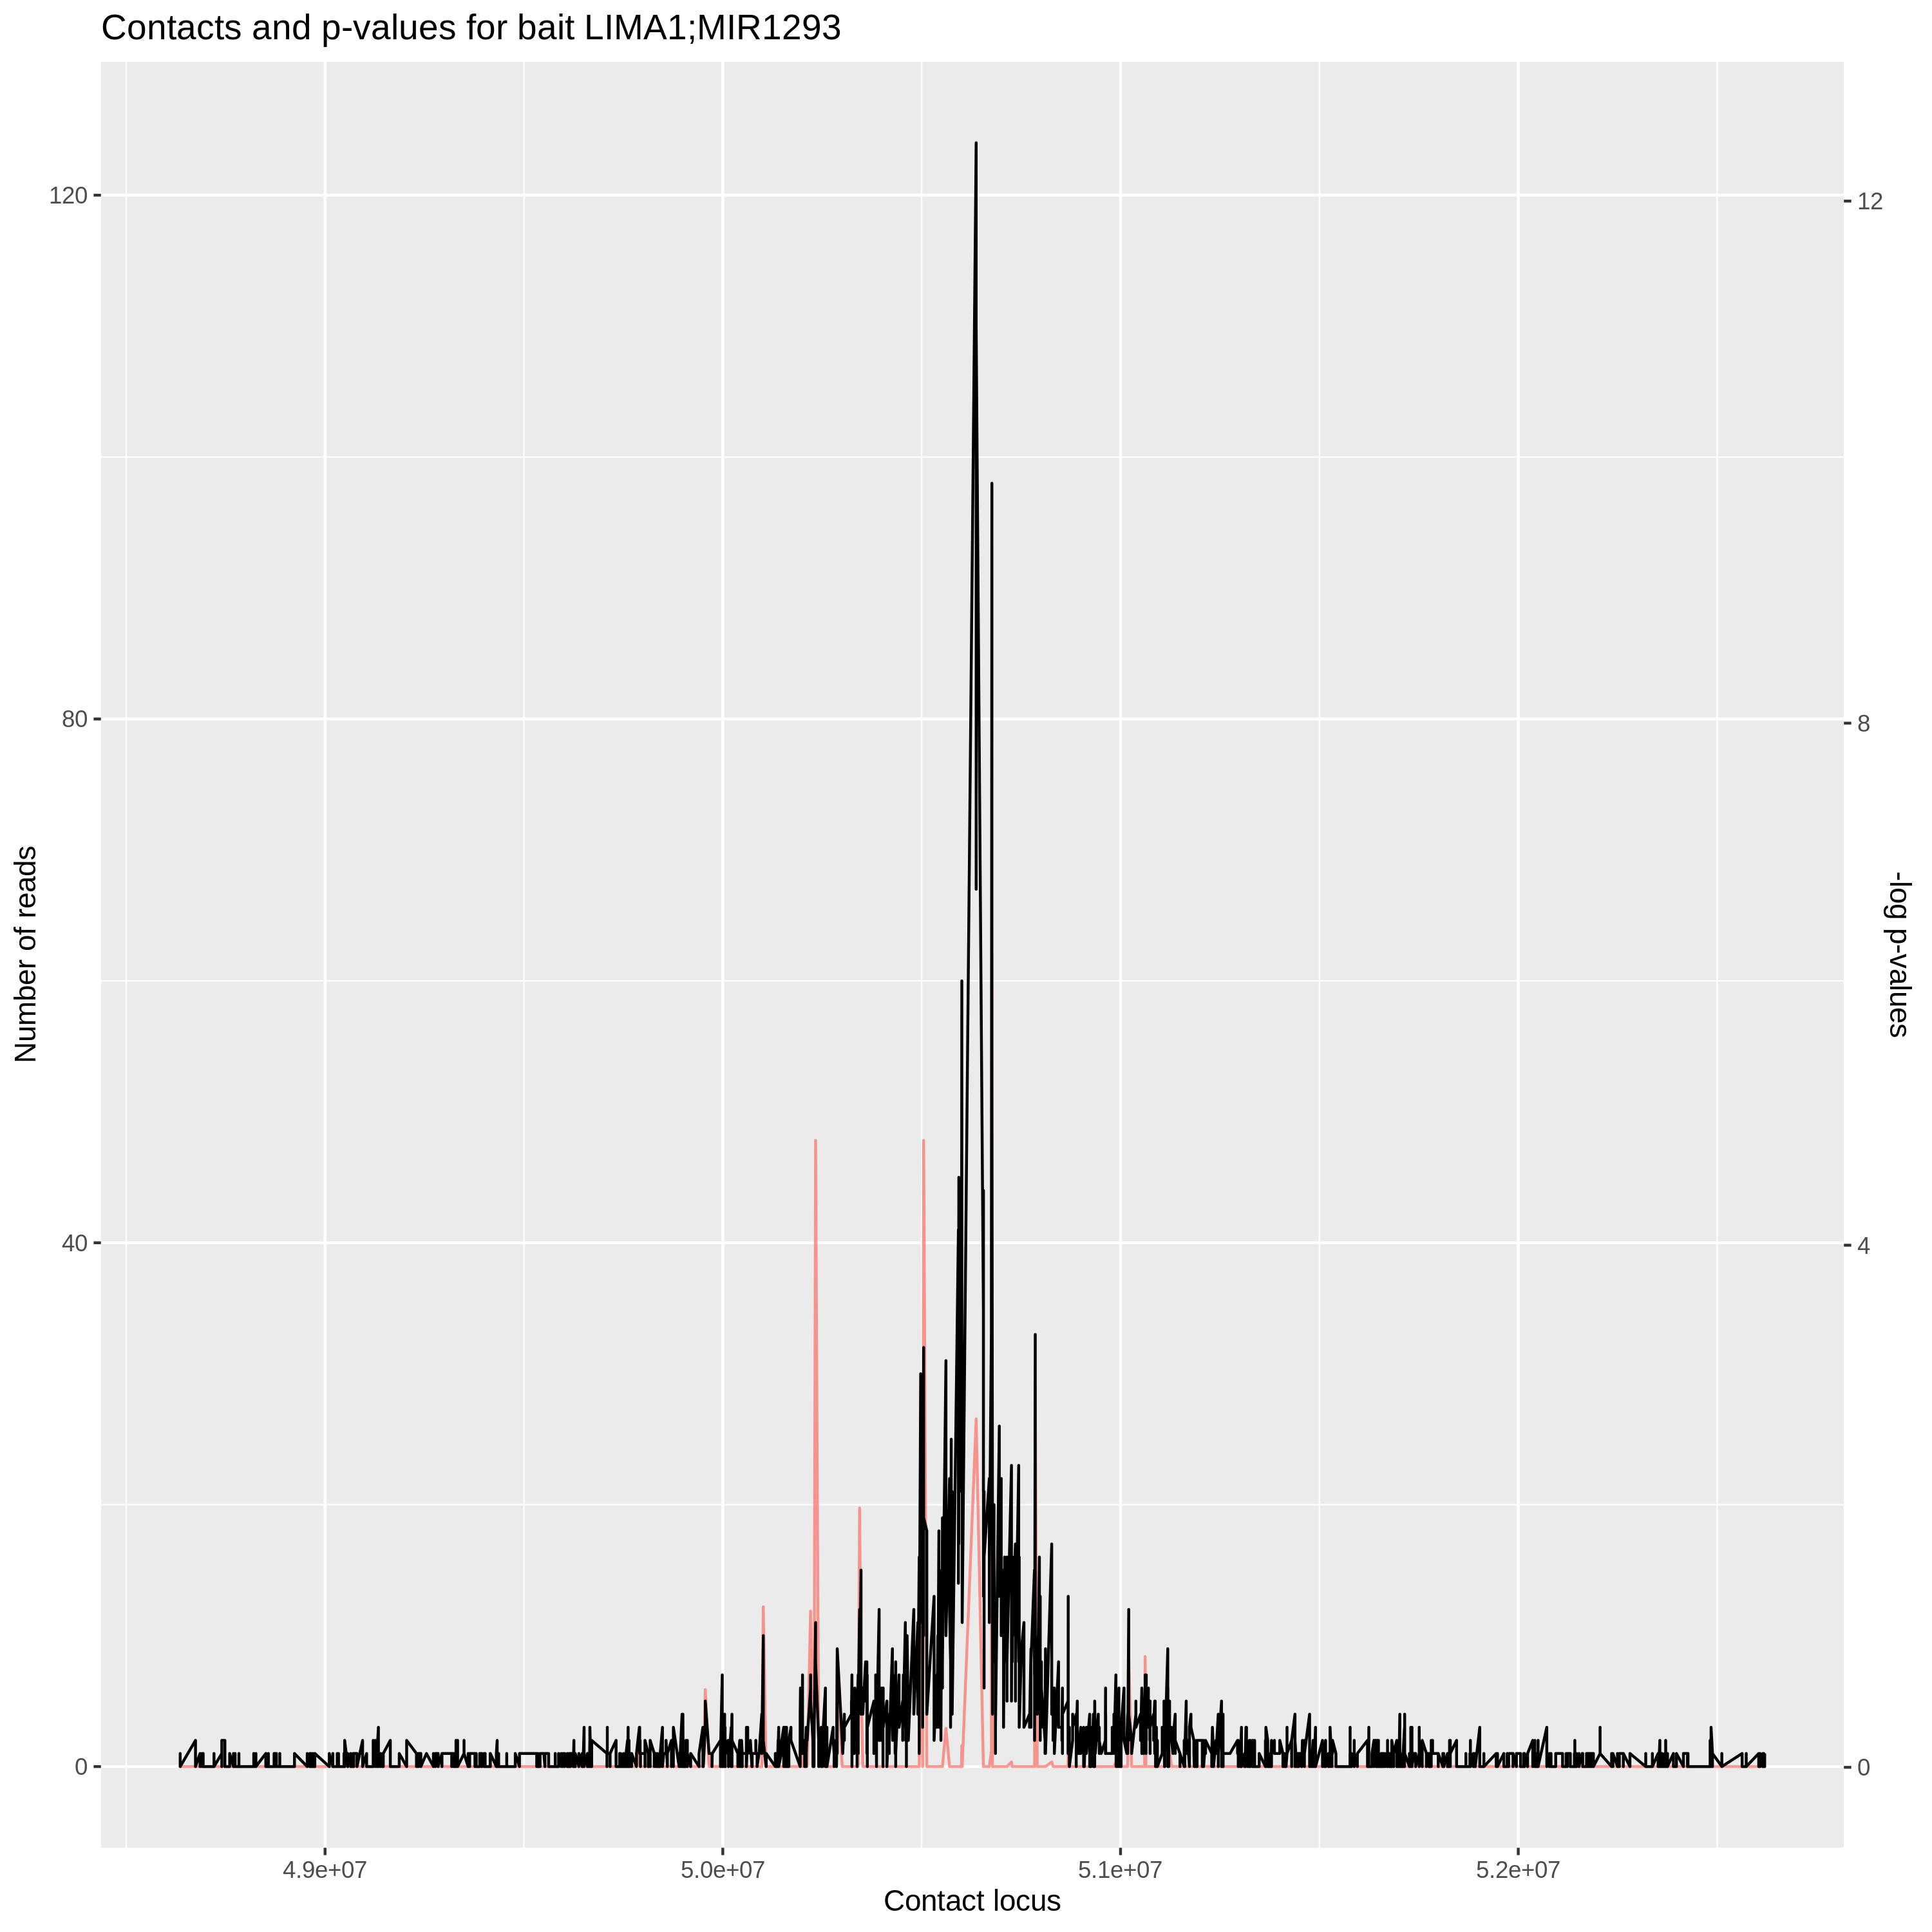 Contacts and p-values for bait LIMA1;MIR1293
120
80
40
0
12
8
4
0
Number of reads
-log p-values
4.9e+07
5.0e+07
5.1e+07
5.2e+07
Contact locus